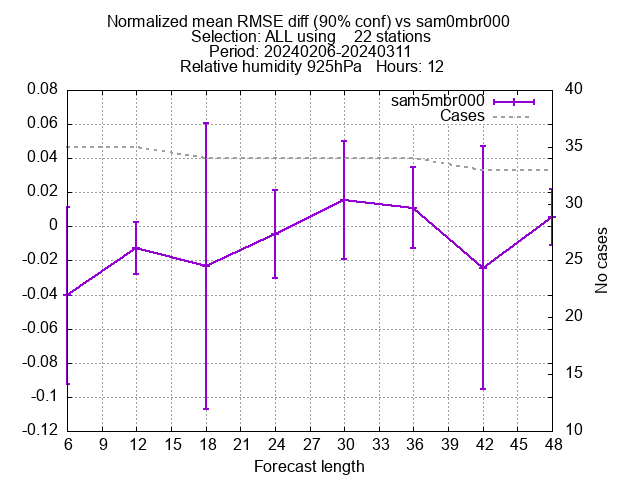 Normalized mean RMSE diff (90% conf) vs sam0mbr000
Selection: ALL using    22 stations
Period: 20240206-20240311
Relative humidity 925hPa   Hours: 12
0.08
0.06
0.04
0.02
0
-0.02
-0.04
-0.06
-0.08
-0.1
-0.12
sam5mbr000
Cases
40
35
30
25
20
15
10
No cases
6 9 12 15 18 21 24 27 30 33 36 39 42 45 48
Forecast length